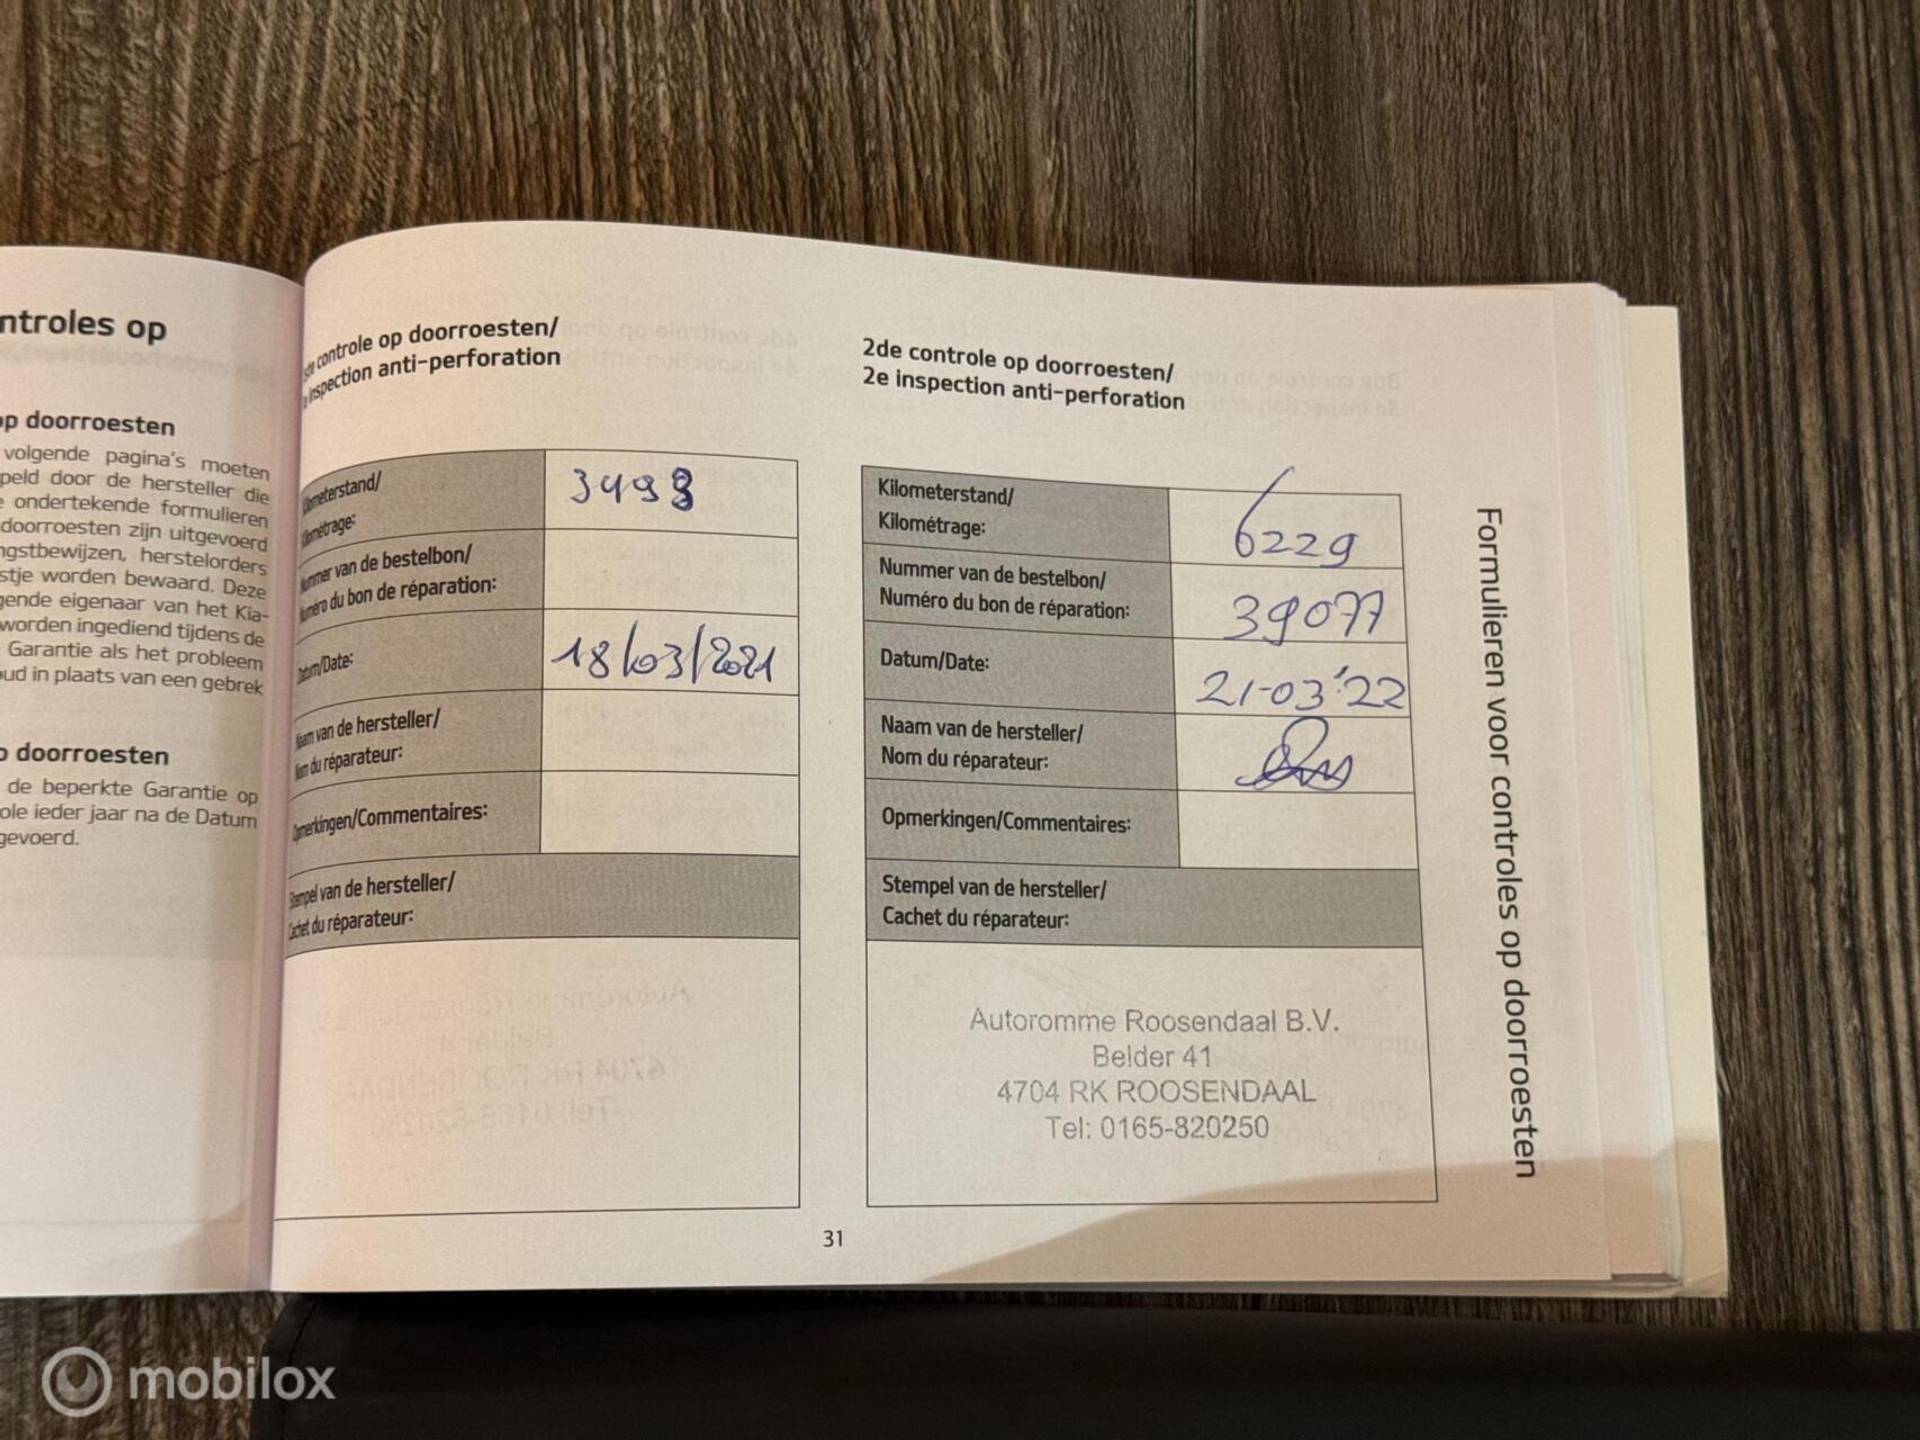 ntroles op
op doorroesten
volgende pagina's moeten
peld door de hersteller die
e ondertekende formulieren
doorroesten zijn uitgevoerd
ngstbewijzen, herstelorders
stje worden bewaard. Deze
gende eigenaar van het Kia-
worden ingediend tijdens de
Garantie als het probleem
oud in plaats van een gebrek
p doorroesten
de beperkte Garantie op
ole ieder jaar na de Datum
gevoerd.
controle op doorroesten/
inspection anti-perforation
Kilometerstand/
Kilométrage:
3498
Nummer van de bestelbon/
Numéro du bon de réparation:
Datum/Date:
18/03/2021
Naam van de hersteller/
Nom du réparateur:
Opmerkingen/Commentaires:
Stempel van de hersteller/
Cachet du réparateur:
2de controle op doorroesten/
2e inspection anti-perforation
Kilometerstand/
Kilométrage:
6229
Nummer van de bestelbon/
Numéro du bon de réparation:
39077
Datum/Date:
21-03-'22
Naam van de hersteller/
Nom du réparateur:
Opmerkingen/Commentaires:
Stempel van de hersteller/
Cachet du réparateur:
Autoromme Roosendaal B.V.
Belder 41
4704 RK ROOSENDAAL
Tel: 0165-820250
Formulieren voor controles op doorroesten
31
mobilox